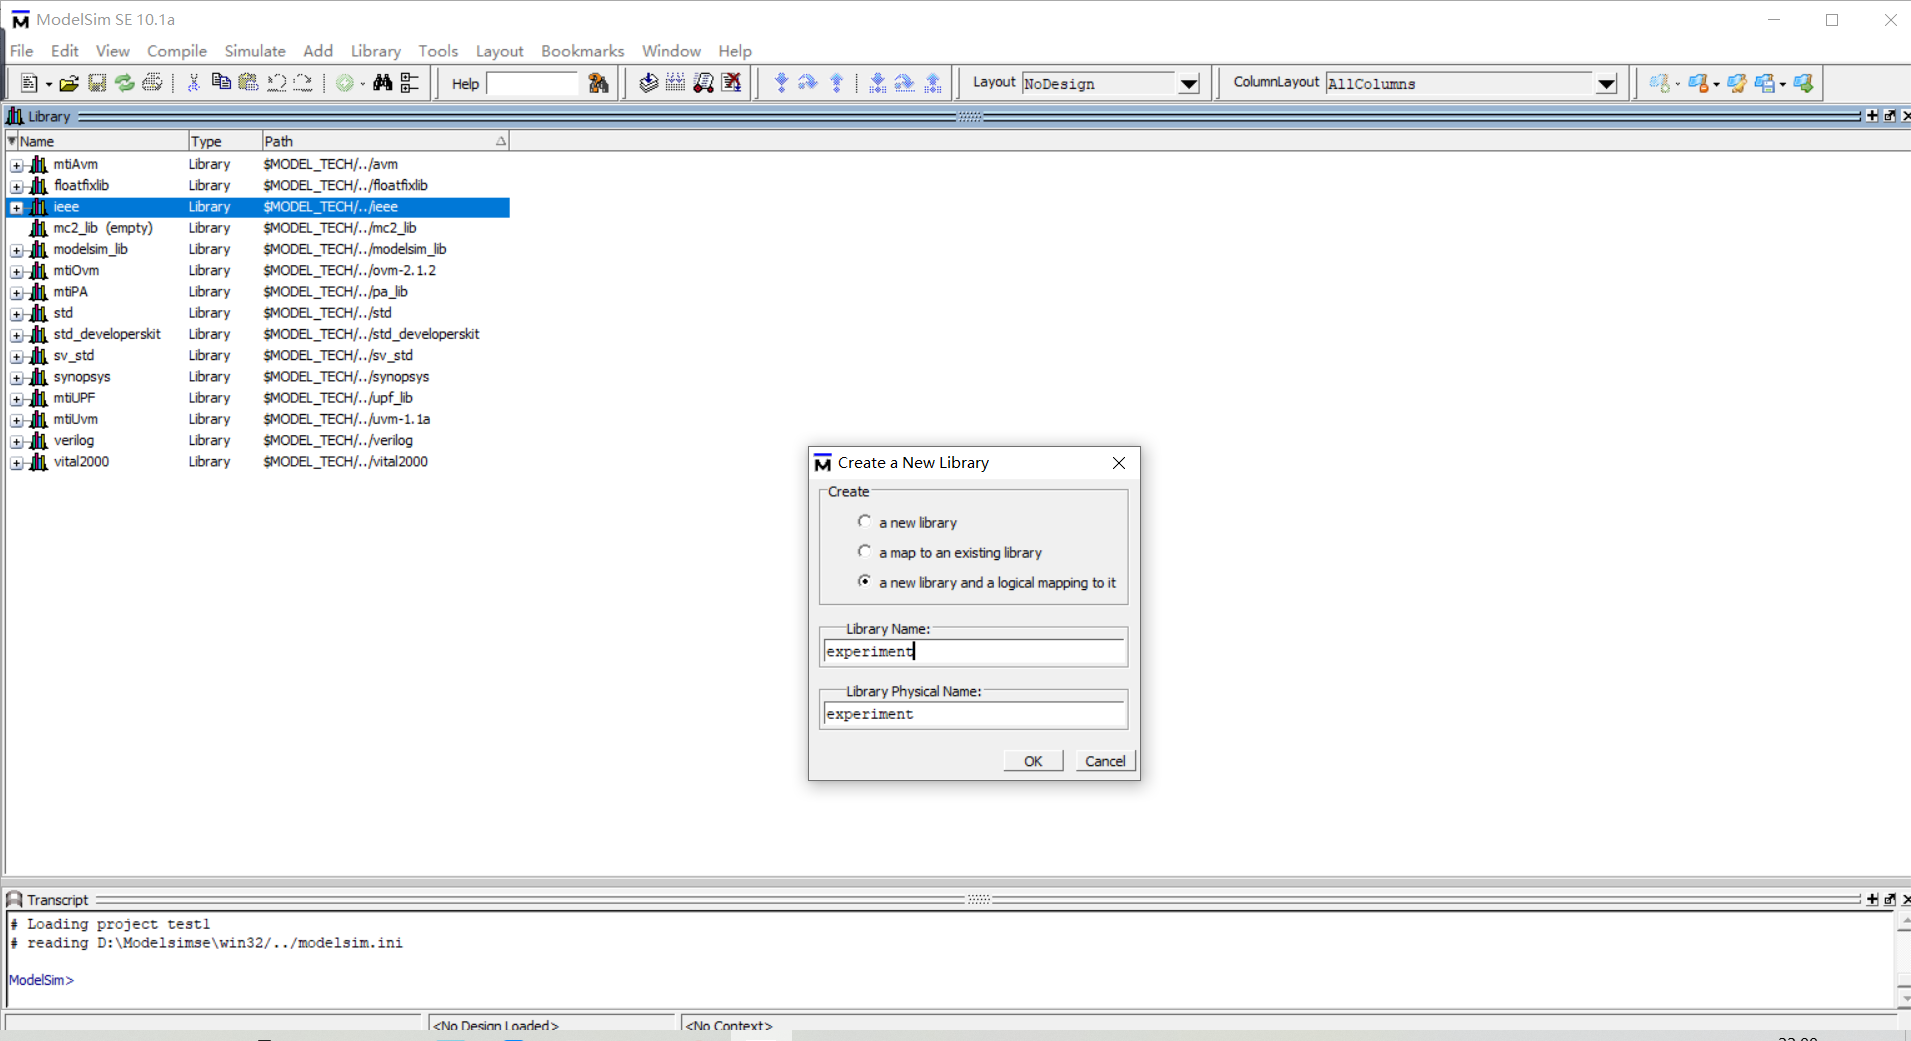 ModelSim SE 10.1a
File Edit View Compile Simulate Add Library Tools Layout Bookmarks Window Help
Help Layout NoDesign ColumnLayout AllColumns
Library
Name Type Path
mtiAvm Library $MODEL_TECH/../avm
floatfixlib Library $MODEL_TECH/../floatfixlib
ieee Library $MODEL_TECH/../ieee
mc2_lib (empty) Library $MODEL_TECH/../mc2_lib
modelsim_lib Library $MODEL_TECH/../modelsim_lib
mtiOvm Library $MODEL_TECH/../ovm-2.1.2
mtiPA Library $MODEL_TECH/../pa_lib
std Library $MODEL_TECH/../std
std_developerskit Library $MODEL_TECH/../std_developerskit
sv_std Library $MODEL_TECH/../sv_std
synopsys Library $MODEL_TECH/../synopsys
mtiUPF Library $MODEL_TECH/../upf_lib
mtiUvm Library $MODEL_TECH/../uvm-1.1a
verilog Library $MODEL_TECH/../verilog
vital2000 Library $MODEL_TECH/../vital2000
Create a New Library
Create
a new library
a map to an existing library
a new library and a logical mapping to it
Library Name:
experiment
Library Physical Name:
experiment
OK Cancel
Transcript
# Loading project test1
# reading D:\Modelsimse\win32/../modelsim.ini
ModelSim>
<No Design Loaded> <No Context>